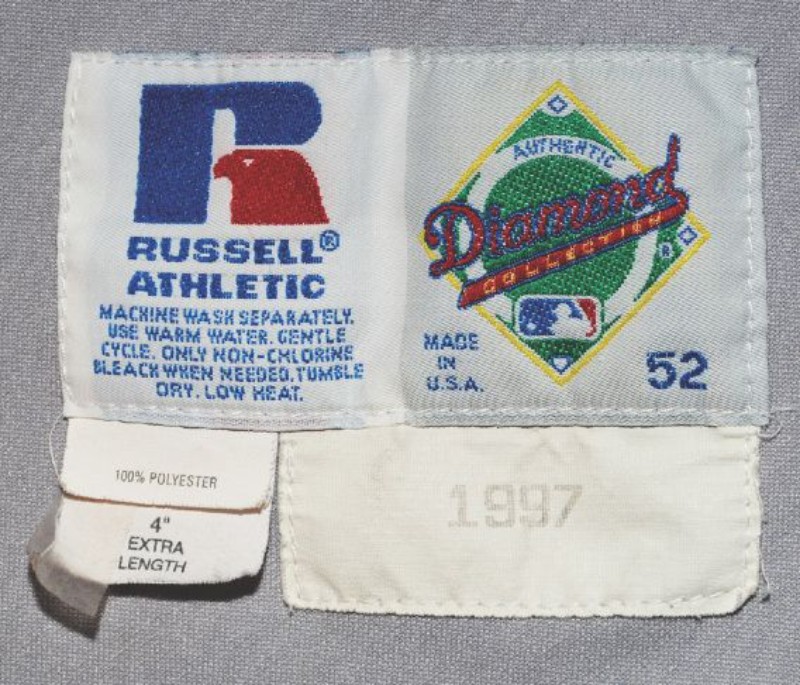 RUSSELL®
ATHLETIC
MACHINE WASH SEPARATELY.
USE WARM WATER. GENTLE
CYCLE. ONLY NON-CHLORINE
BLEACH WHEN NEEDED. TUMBLE
DRY. LOW HEAT.
AUTHENTIC
Diamond
COLLECTION
®
MADE
IN
U.S.A.
52
100% POLYESTER
4"
EXTRA
LENGTH
1997